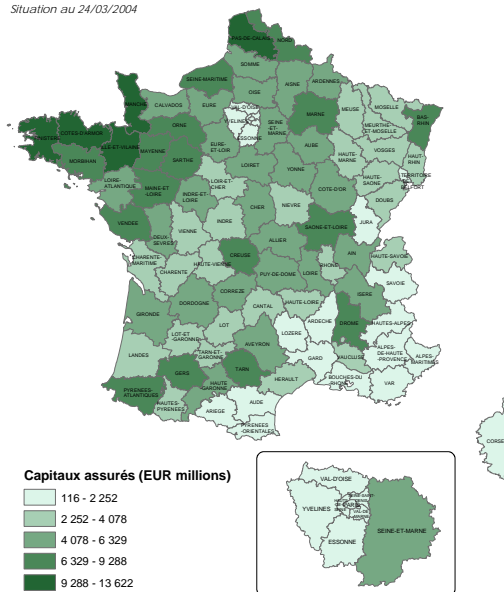 Situation au 24/03/2004
PAS-DE-CALAIS
NORD
SOMME
SEINE-MARITIME
AISNE
ARDENNES
OISE
MANCHE
CALVADOS
EURE
VAL-D'OISE
YVELINES
ESSONNE
SEINE
-ET-
MARNE
MARNE
MEUSE
MOSELLE
MEURTHE-
ET-MOSELLE
BAS-
RHIN
ORNE
EURE-
ET-LOIR
AUBE
HAUTE-
MARNE
VOSGES
HAUT-
RHIN
COTES-D'ARMOR
ILLE-ET-VILAINE
MAYENNE
SARTHE
LOIRET
YONNE
HAUTE-
SAONE
TERRITOIRE
DE
BELFORT
MORBIHAN
LOIRE-
ATLANTIQUE
MAINE-ET
-LOIRE
INDRE-ET
LOIRE
LOIR-ET
CHER
CHER
NIEVRE
COTE-D'OR
DOUBS
JURA
VENDEE
DEUX-
SEVRES
VIENNE
INDRE
ALLIER
SAONE-ET-LOIRE
AIN
HAUTE-SAVOIE
CHARENTE-
MARITIME
CHARENTE
HAUTE-VIENNE
CREUSE
PUY-DE-DOME
LOIRE
RHONE
SAVOIE
ISERE
GIRONDE
DORDOGNE
CORREZE
CANTAL
HAUTE-LOIRE
ARDECHE
DROME
HAUTES-ALPES
LOT-ET
-GARONNE
LOT
AVEYRON
LOZERE
GARD
VAUCLUSE
ALPES-
DE-HAUTE
-PROVENCE
ALPES-
MARITIMES
LANDES
TARN-ET
GARONNE
GERS
TARN
HERAULT
BOUCHES-DU
-RHONE
VAR
PYRENEES-
ATLANTIQUES
HAUTES-
PYRENEES
HAUTE
-GARONNE
ARIEGE
AUDE
PYRENEES
-ORIENTALES
CORSE
Capitaux assurés (EUR millions)
116 - 2 252
2 252 - 4 078
4 078 - 6 329
6 329 - 9 288
9 288 - 13 622
VAL-D'OISE
YVELINES
PARIS
ESSONNE
SEINE-ET-MARNE